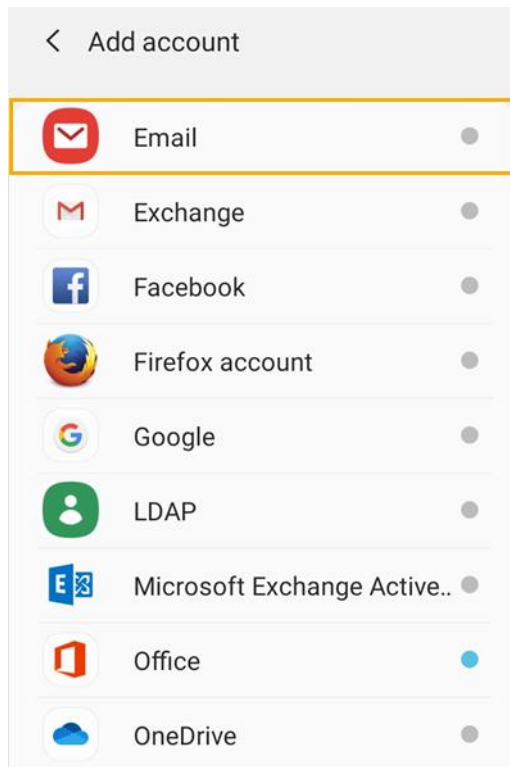 Add account
Email
Exchange
Facebook
Firefox account
Google
LDAP
Microsoft Exchange Active..
Office
OneDrive